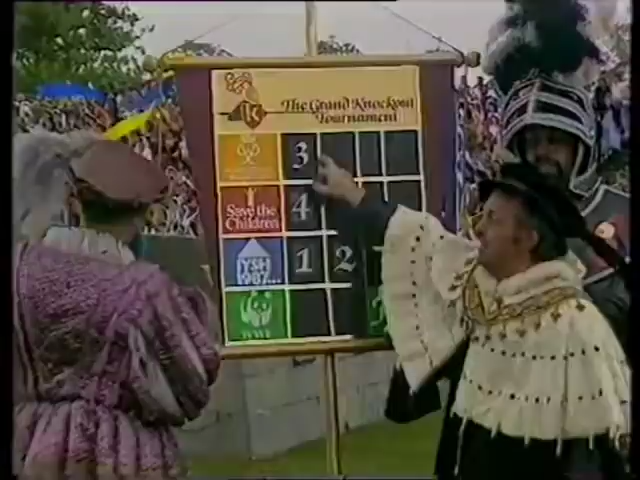 The Grand Knockout
Tournament
3
Save the
Children
4
IYSH
1987
1 2
WWF